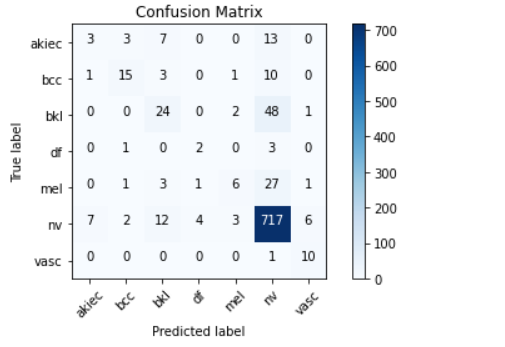 Confusion Matrix
True label
akiec 3 3 7 0 0 13 0
bcc 1 15 3 0 1 10 0
bkl 0 0 24 0 2 48 1
df 0 1 0 2 0 3 0
mel 0 1 3 1 6 27 1
nv 7 2 12 4 3 717 6
vasc 0 0 0 0 0 1 10
akiec bcc bkl df mel nv vasc
Predicted label
700
600
500
400
300
200
100
0